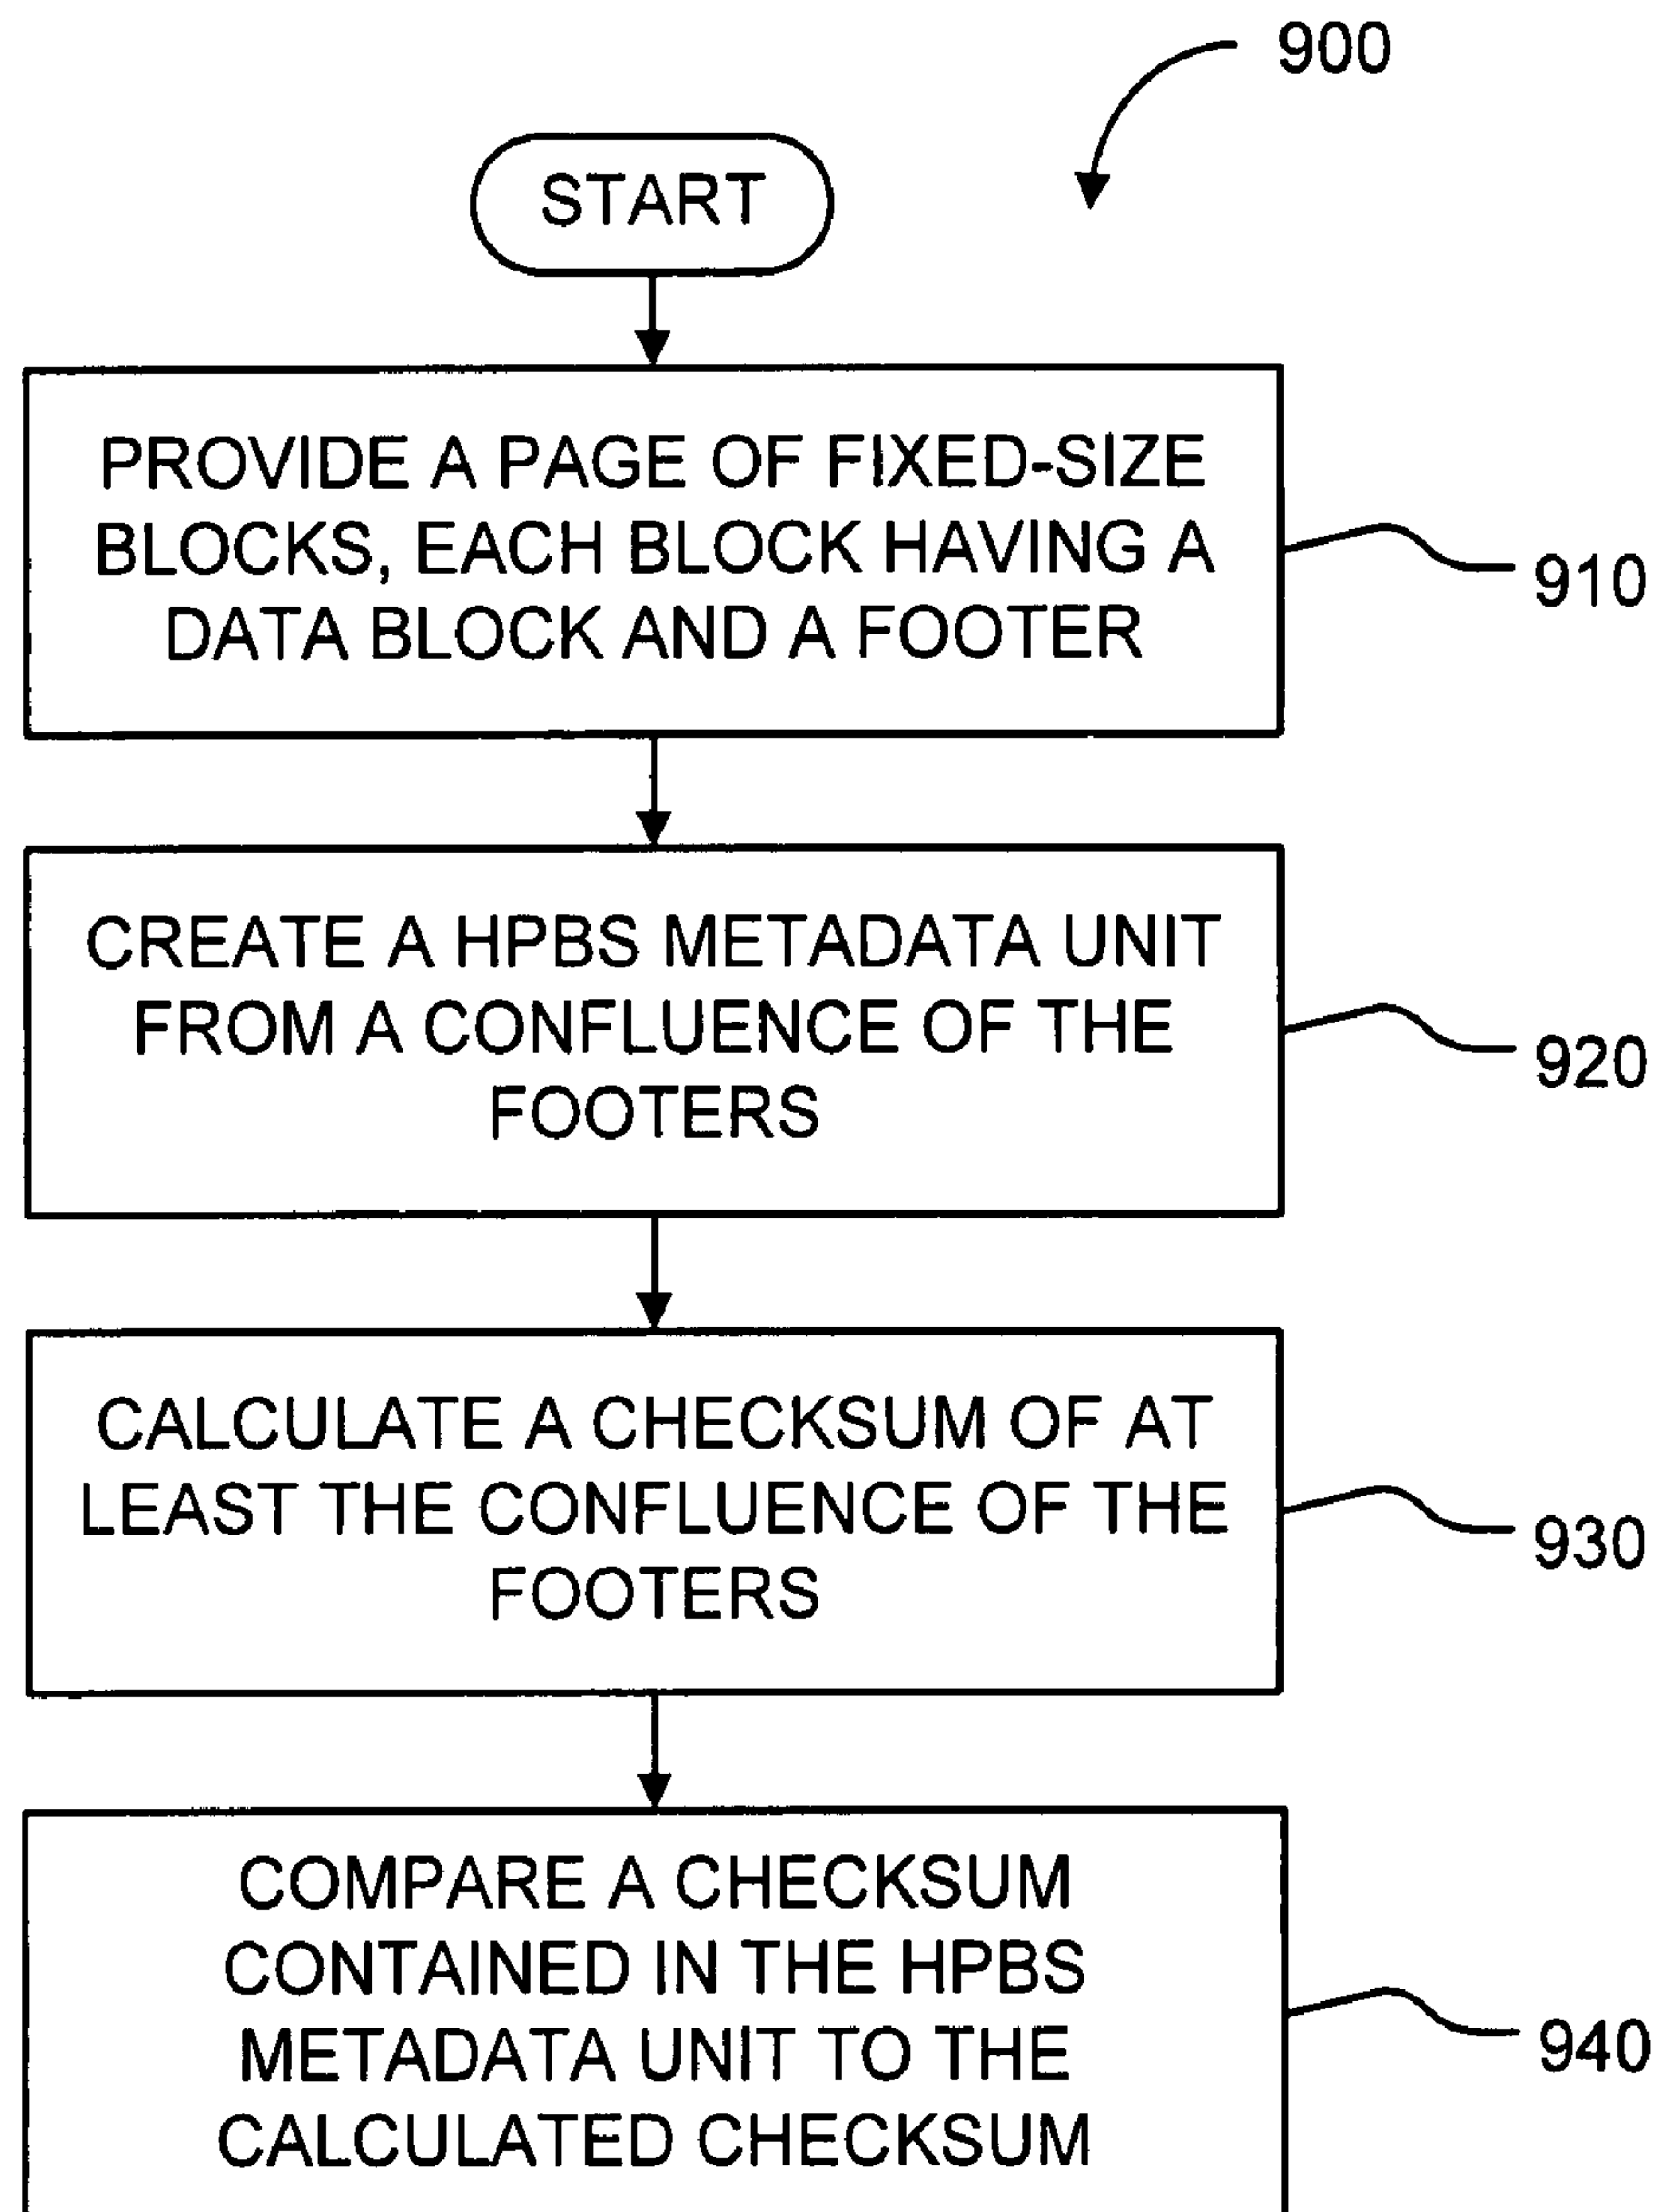 900
START
PROVIDE A PAGE OF FIXED-SIZE
BLOCKS, EACH BLOCK HAVING A
DATA BLOCK AND A FOOTER
910
CREATE A HPBS METADATA UNIT
FROM A CONFLUENCE OF THE
FOOTERS
920
CALCULATE A CHECKSUM OF AT
LEAST THE CONFLUENCE OF THE
FOOTERS
930
COMPARE A CHECKSUM
CONTAINED IN THE HPBS
METADATA UNIT TO THE
CALCULATED CHECKSUM
940